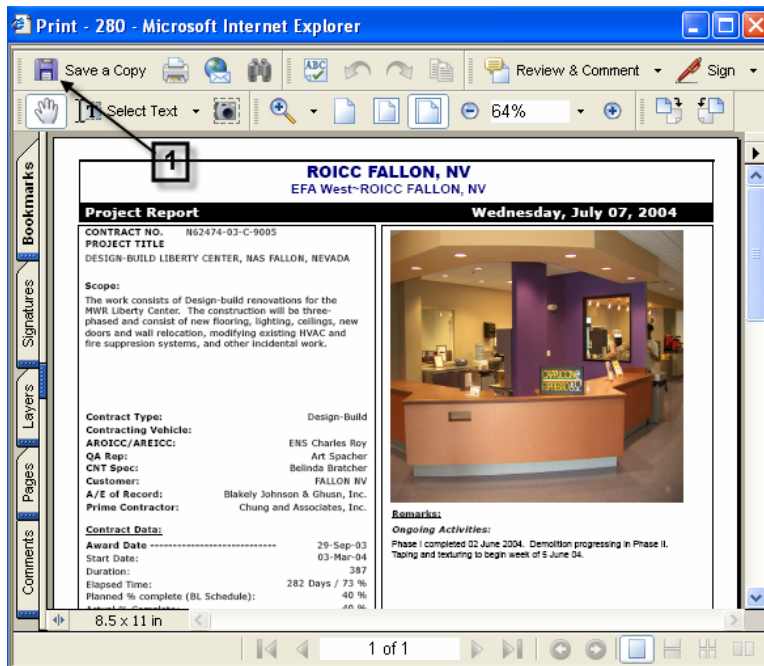 Print - 280 - Microsoft Internet Explorer
Save a Copy
ABC
Review & Comment
Sign
T Select Text
64%
1
Bookmarks
Signatures
Layers
Pages
Comments
ROICC FALLON, NV
EFA West~ROICC FALLON, NV
Project Report Wednesday, July 07, 2004
CONTRACT NO. N62474-03-C-9005
PROJECT TITLE
DESIGN-BUILD LIBERTY CENTER, NAS FALLON, NEVADA
Scope:
The work consists of Design-build renovations for the
MWR Liberty Center. The construction will be three-
phased and consist of new flooring, lighting, ceilings, new
doors and wall relocation, modifying existing HVAC and
fire suppresion systems, and other incidental work.
Contract Type: Design-Build
Contracting Vehicle:
AROICC/AREICC: ENS Charles Roy
QA Rep: Art Spacher
CNT Spec: Belinda Bratcher
Customer: FALLON NV
A/E of Record: Blakely Johnson & Ghusn, Inc.
Prime Contractor: Chung and Associates, Inc.
Contract Data:
Award Date ---------------------------- 29-Sep-03
Start Date: 03-Mar-04
Duration: 387
Elapsed Time: 282 Days / 73 %
Planned % complete (BL Schedule): 40 %
Actual % Complete: 40 %
CAPPUCCINO
ESPRESSO
Remarks:
Ongoing Activities:
Phase I completed 02 June 2004. Demolition progressing in Phase II.
Taping and texturing to begin week of 5 June 04.
8.5 x 11 in
1 of 1